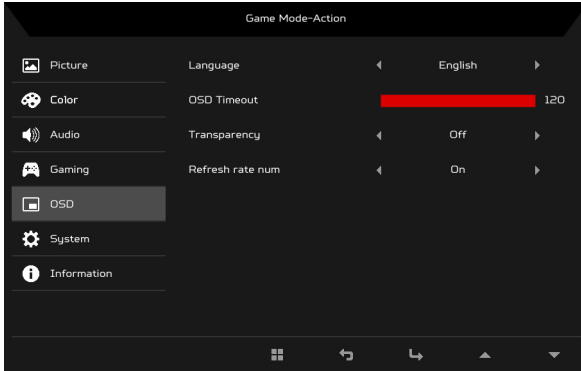 Game Mode-Action
Picture
Color
Audio
Gaming
OSD
System
Information
Language English
OSD Timeout 120
Transparency Off
Refresh rate num On